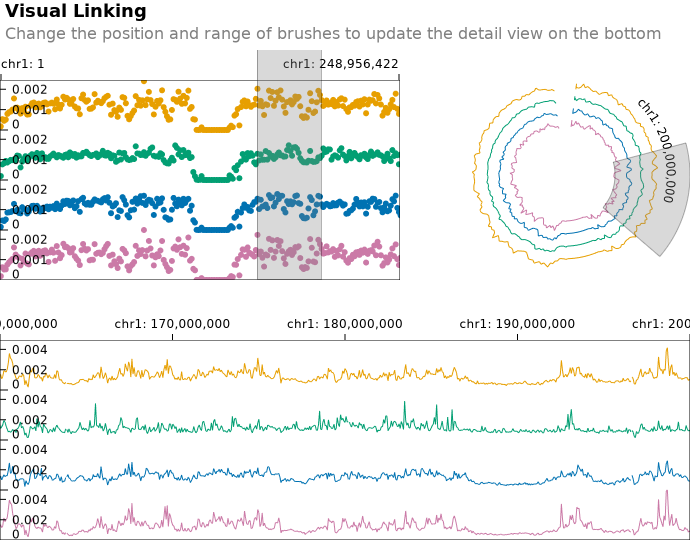 Visual Linking
Change the position and range of brushes to update the detail view on the bottom
chr1: 1
chr1: 248,956,422
0.002
0.001
0
0.002
0.001
0
0.002
0.001
0
0.002
0.001
0
chr1: 200,000,000
0,000,000
chr1: 170,000,000
chr1: 180,000,000
chr1: 190,000,000
chr1: 200
0.004
0.002
0
0.004
0.002
0
0.004
0.002
0
0.004
0.002
0